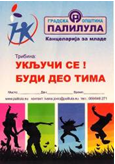 ГРАДСКА ОПШТИНА
ПАЛИЛУЛА
Канцеларија за младе
Трибина:
УКЉУЧИ СЕ !
БУДИ ДЕО ТИМА